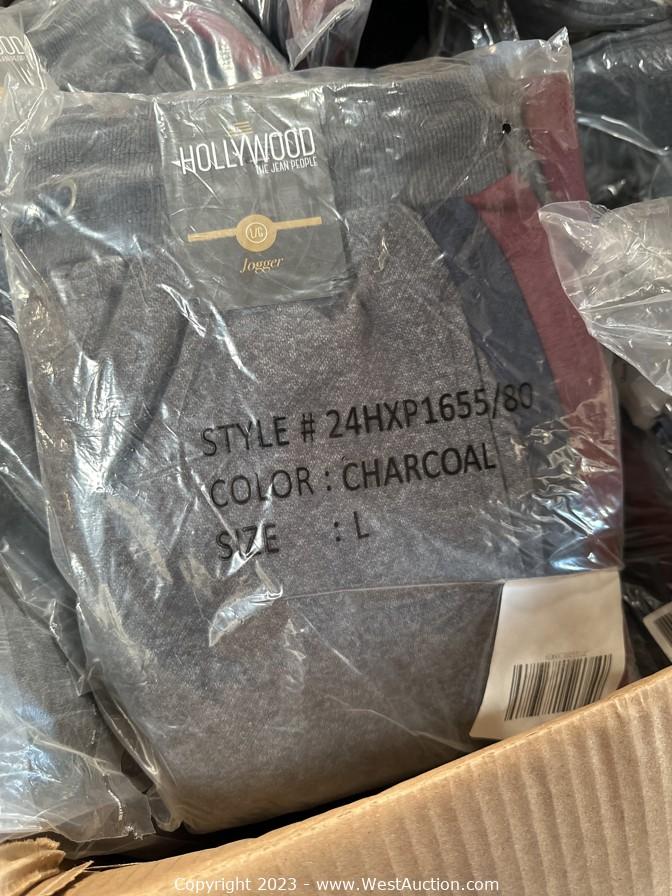 HOLLYWOOD
THE JEAN PEOPLE
Jogger
STYLE # 24HXP1655/80
COLOR : CHARCOAL
SIZE : L
Copyright © 2023 - www.WestAuction.com